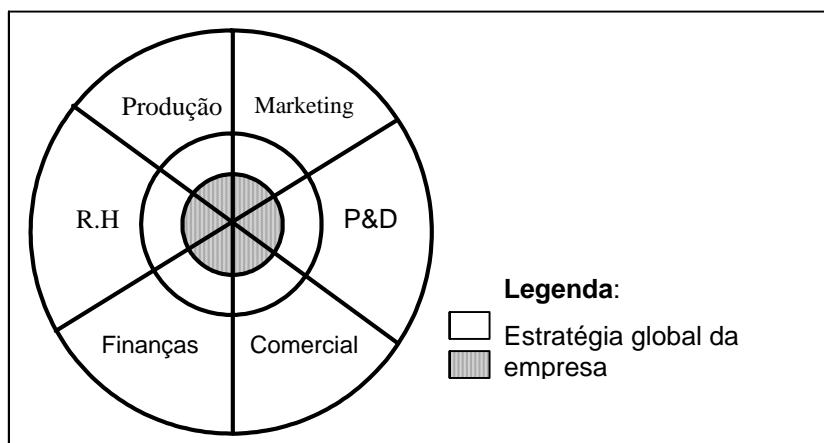 Produção
Marketing
R.H
P&D
Finanças
Comercial
Legenda:
Estratégia global da
empresa